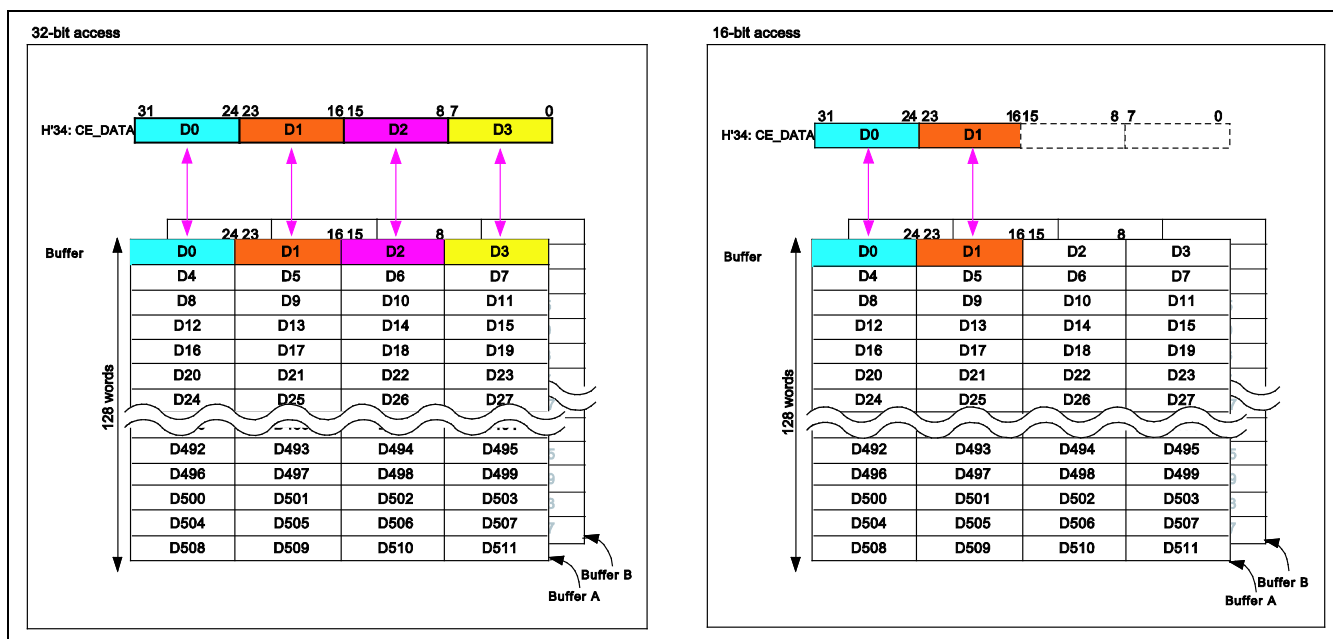 32-bit access
31 24 23 16 15 8 7 0
H'34: CE_DATA D0 D1 D2 D3
24 23 16 15 8
Buffer D0 D1 D2 D3
D4 D5 D6 D7
D8 D9 D10 D11
D12 D13 D14 D15
D16 D17 D18 D19
D20 D21 D22 D23
D24 D25 D26 D27
128 words
D492 D493 D494 D495
D496 D497 D498 D499
D500 D501 D502 D503
D504 D505 D506 D507
D508 D509 D510 D511
Buffer B
Buffer A
16-bit access
31 24 23 16 15 8 7 0
H'34: CE_DATA D0 D1
24 23 16 15 8
Buffer D0 D1 D2 D3
D4 D5 D6 D7
D8 D9 D10 D11
D12 D13 D14 D15
D16 D17 D18 D19
D20 D21 D22 D23
D24 D25 D26 D27
128 words
D492 D493 D494 D495
D496 D497 D498 D499
D500 D501 D502 D503
D504 D505 D506 D507
D508 D509 D510 D511
Buffer B
Buffer A